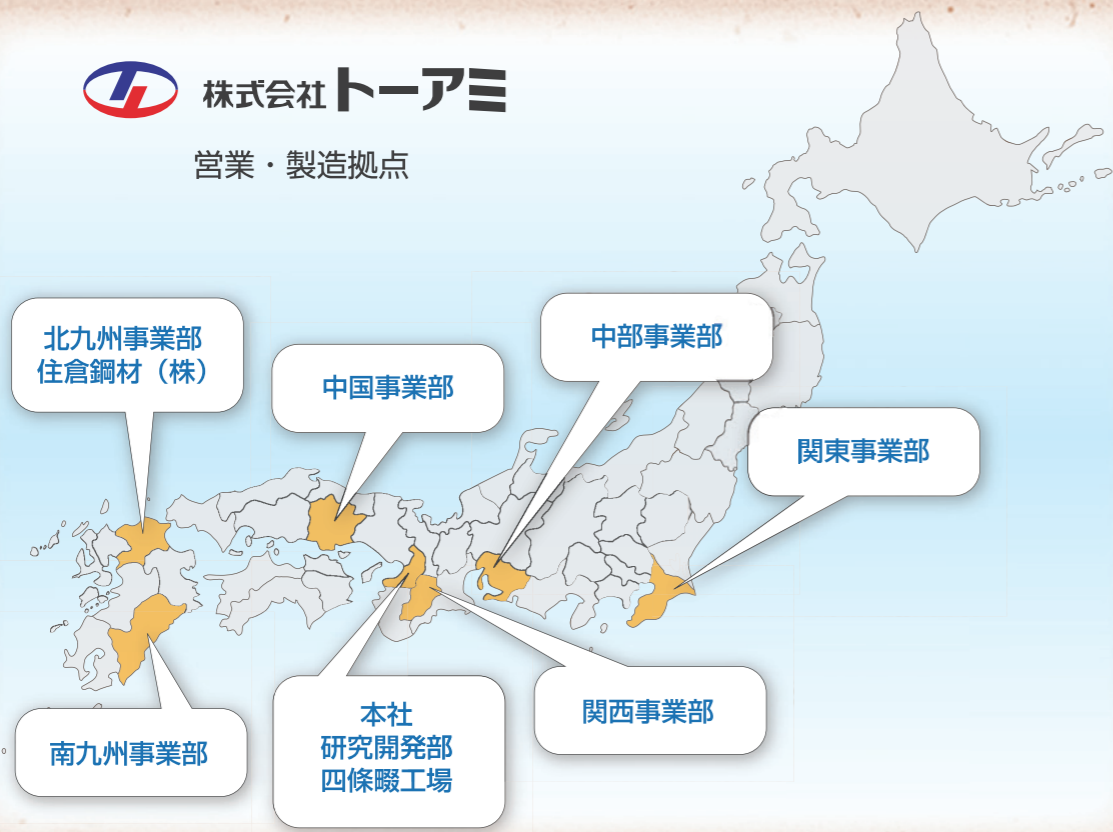 株式会社トーアミ
営業・製造拠点
北九州事業部
住倉鋼材（株）
中国事業部
中部事業部
関東事業部
南九州事業部
本社
研究開発部
四條畷工場
関西事業部